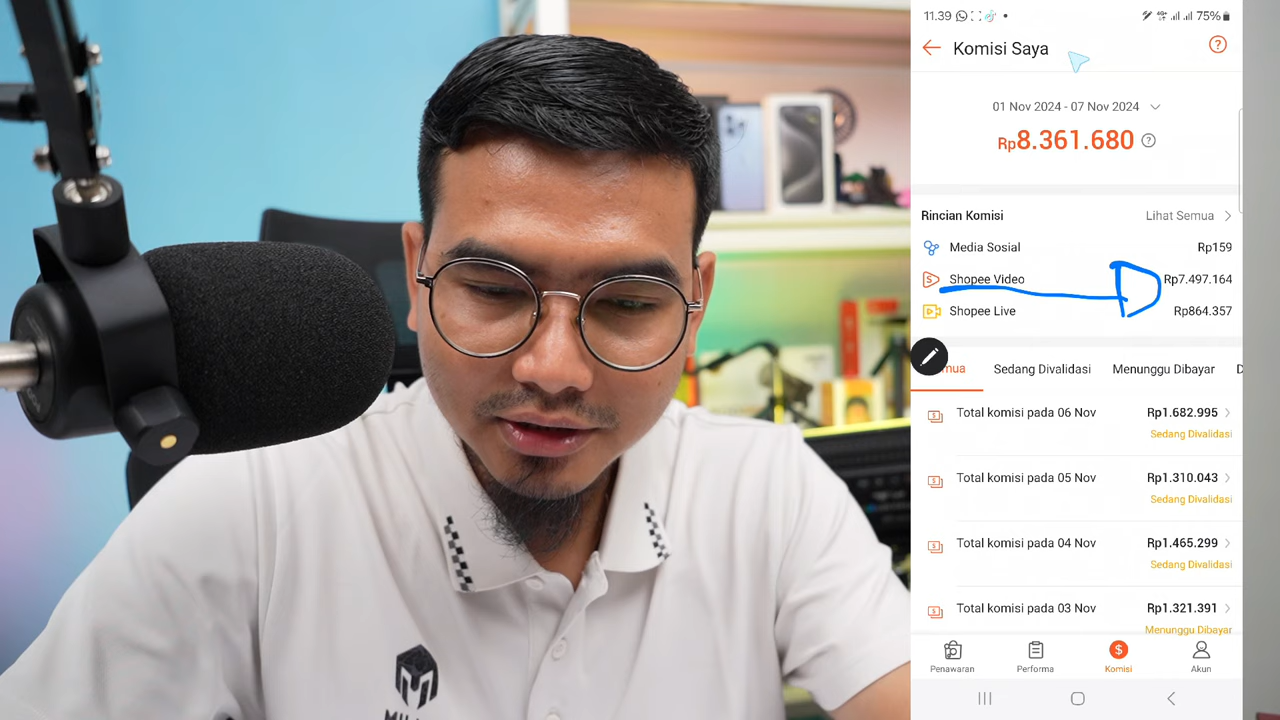 11.39
75%
Komisi Saya
01 Nov 2024 - 07 Nov 2024
Rp8.361.680
Rincian Komisi
Lihat Semua
Media Sosial
Rp159
Shopee Video
Rp7.497.164
Shopee Live
Rp864.357
Sedang Divalidasi
Menunggu Dibayar
Total komisi pada 06 Nov
Rp1.682.995
Sedang Divalidasi
Total komisi pada 05 Nov
Rp1.310.043
Sedang Divalidasi
Total komisi pada 04 Nov
Rp1.465.299
Sedang Divalidasi
Total komisi pada 03 Nov
Rp1.321.391
Menunggu Dibayar
Penawaran
Performa
Komisi
Akun